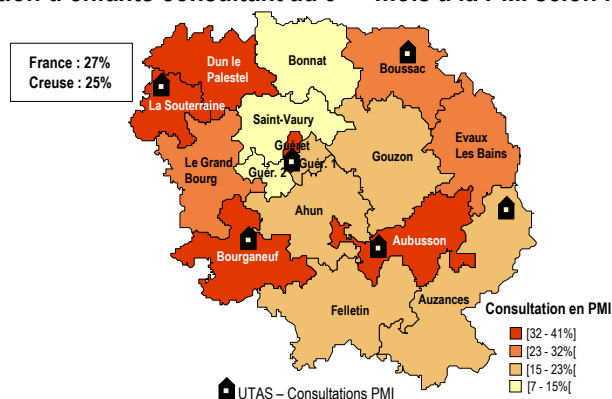 France : 27%
Creuse : 25%
Dun le
Palestel
Bonnat
Boussac
La Souterraine
Saint-Vaury
Evaux
Les Bains
Guéret
Gouzon
Le Grand
Bourg
Guér. 1
Guér. 2
Ahun
Aubusson
Bourganeuf
Felletin
Auzances
Consultation en PMI
[32 - 41%]
[23 - 32%[
[15 - 23%[
[7 - 15%[
UTAS – Consultations PMI